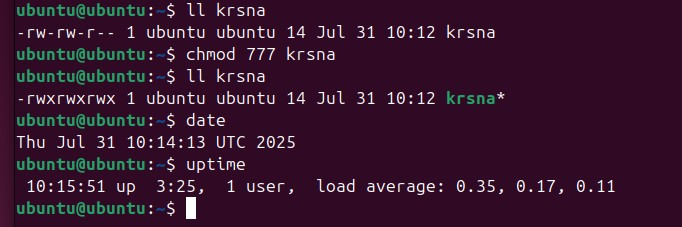 ubuntu@ubuntu:~$ ll krsna
-rw-rw-r-- 1 ubuntu ubuntu 14 Jul 31 10:12 krsna
ubuntu@ubuntu:~$ chmod 777 krsna
ubuntu@ubuntu:~$ ll krsna
-rwxrwxrwx 1 ubuntu ubuntu 14 Jul 31 10:12 krsna*
ubuntu@ubuntu:~$ date
Thu Jul 31 10:14:13 UTC 2025
ubuntu@ubuntu:~$ uptime
 10:15:51 up  3:25,  1 user,  load average: 0.35, 0.17, 0.11
ubuntu@ubuntu:~$